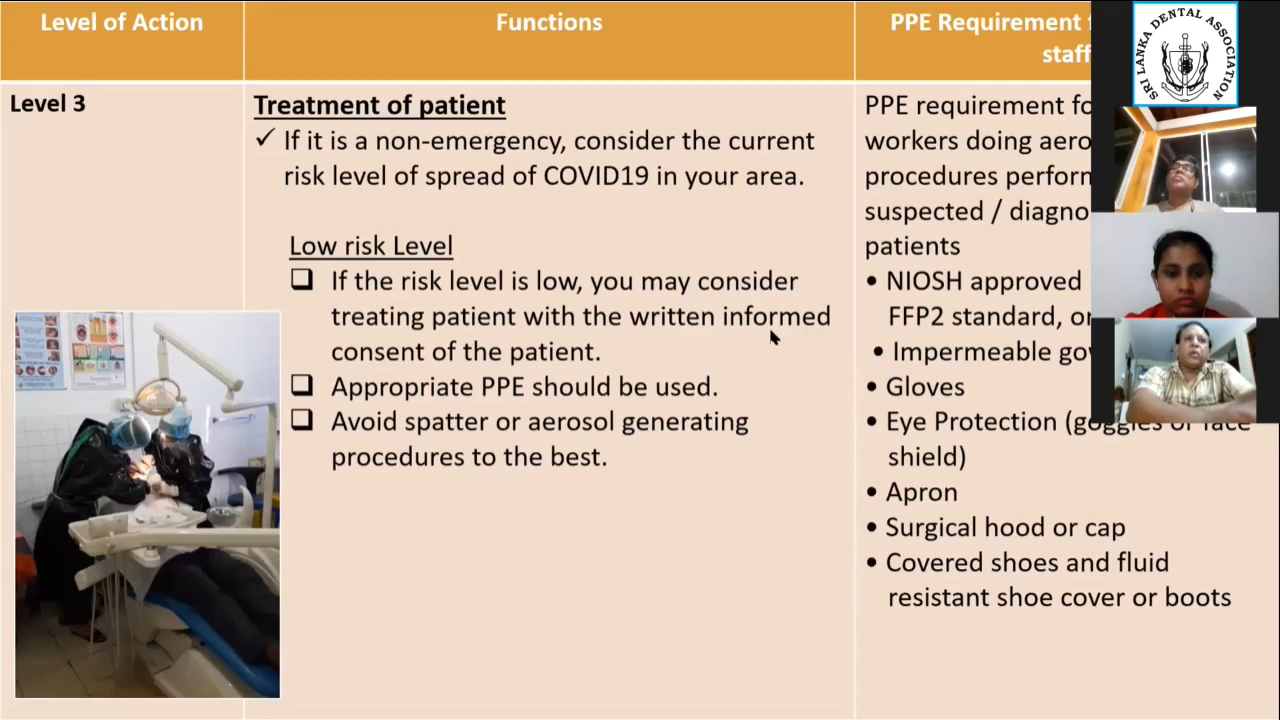 Level of Action
Functions
PPE Requirement
staff
Level 3
Treatment of patient
✓ If it is a non-emergency, consider the current
risk level of spread of COVID19 in your area.
Low risk Level
❑ If the risk level is low, you may consider
treating patient with the written informed
consent of the patient.
❑ Appropriate PPE should be used.
❑ Avoid spatter or aerosol generating
procedures to the best.
PPE requirement
workers doing
procedures
suspected /
patients
• NIOSH approved
FFP2 standard,
• Impermeable
• Gloves
• Eye Protection (goggles or face
shield)
• Apron
• Surgical hood or cap
• Covered shoes and fluid
resistant shoe cover or boots
SRI LANKA DENTAL ASSOCIATION